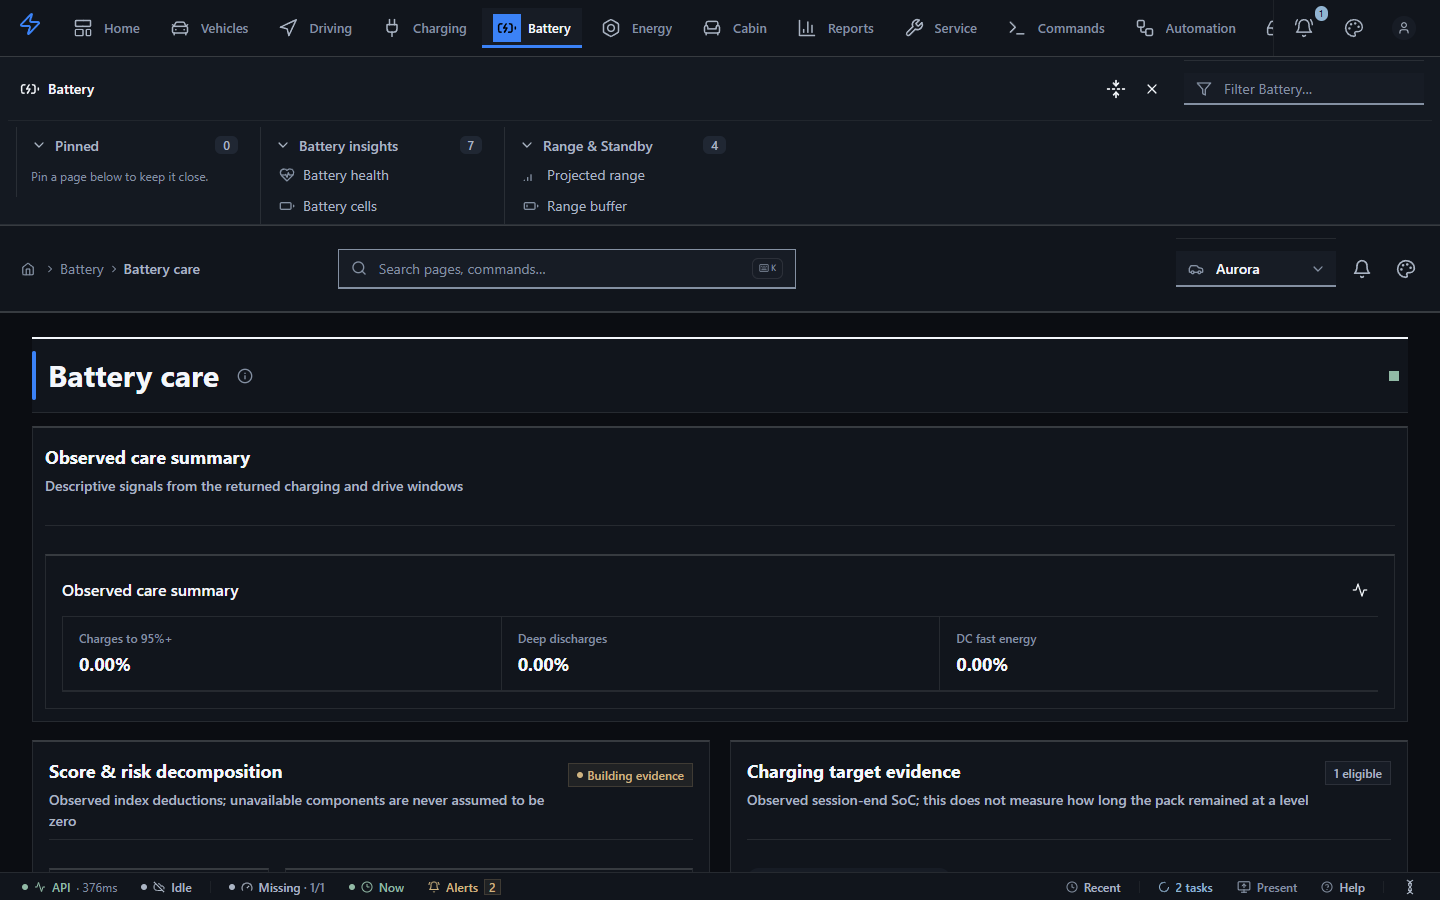 Home
Vehicles
Driving
Charging
Battery
Energy
Cabin
Reports
Service
Commands
Automation
1
Battery
Filter Battery...
Pinned
0
Pin a page below to keep it close.
Battery insights
7
Battery health
Battery cells
Range & Standby
4
Projected range
Range buffer
Battery
Battery care
Search pages, commands...
K
Aurora
Battery care
Observed care summary
Descriptive signals from the returned charging and drive windows
Observed care summary
Charges to 95%+
0.00%
Deep discharges
0.00%
DC fast energy
0.00%
Score & risk decomposition
Building evidence
Observed index deductions; unavailable components are never assumed to be
zero
Charging target evidence
1 eligible
Observed session-end SoC; this does not measure how long the pack remained at a level
API · 376ms
Idle
Missing · 1/1
Now
Alerts 2
Recent
2 tasks
Present
Help